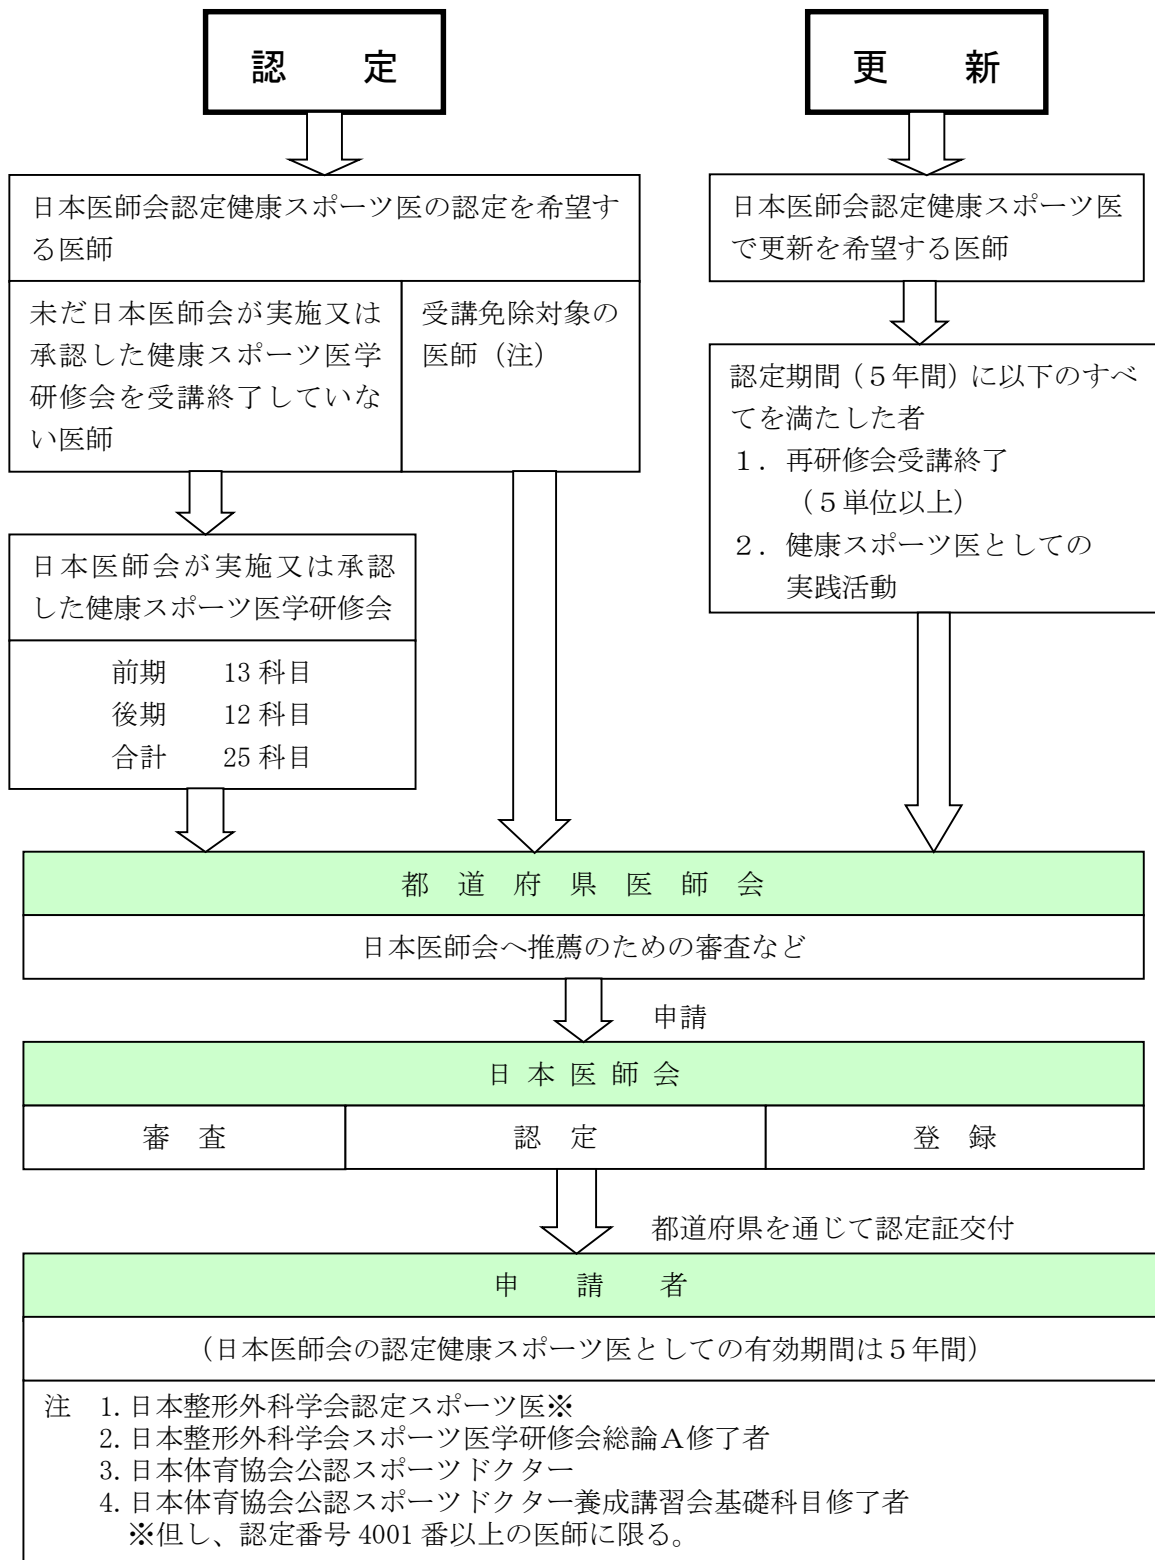 認　定
更　新
日本医師会認定健康スポーツ医の認定を希望す
る医師
未だ日本医師会が実施又は
承認した健康スポーツ医学
研修会を受講終了していな
い医師
受講免除対象の
医師（注）
日本医師会が実施又は承認
した健康スポーツ医学研修会
前期　13 科目
後期　12 科目
合計　25 科目
日本医師会認定健康スポーツ医
で更新を希望する医師
認定期間（５年間）に以下のすべ
てを満たした者
１．再研修会受講終了
（５単位以上）
２．健康スポーツ医としての
実践活動
都 道 府 県 医 師 会
日本医師会へ推薦のための審査など
申請
日 本 医 師 会
審　査
認　定
登　録
都道府県を通じて認定証交付
申　請　者
（日本医師会の認定健康スポーツ医としての有効期間は５年間）
注　1. 日本整形外科学会認定スポーツ医※
2. 日本整形外科学会スポーツ医学研修会総論Ａ修了者
3. 日本体育協会公認スポーツドクター
4. 日本体育協会公認スポーツドクター養成講習会基礎科目修了者
※但し、認定番号 4001 番以上の医師に限る。